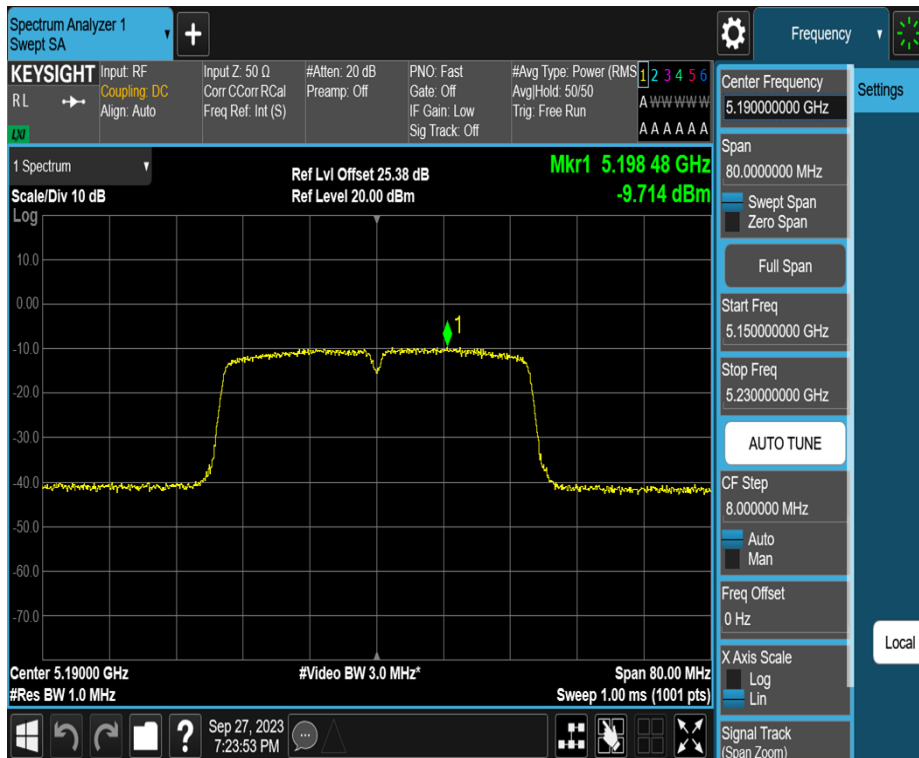 Spectrum Analyzer 1
Swept SA
+
Frequency
KEYSIGHT
RL
LXI
Input: RF
Coupling: DC
Align: Auto
Input Z: 50 Ω
Corr CCorr RCal
Freq Ref: Int (S)
#Atten: 20 dB
Preamp: Off
PNO: Fast
Gate: Off
IF Gain: Low
Sig Track: Off
#Avg Type: Power (RMS
Avg|Hold: 50/50
Trig: Free Run
1 2 3 4 5 6
A W W W W W
A A A A A A
1 Spectrum
Scale/Div 10 dB
Log
Ref Lvl Offset 25.38 dB
Ref Level 20.00 dBm
Mkr1 5.198 48 GHz
-9.714 dBm
10.0
0.00
-10.0
-20.0
-30.0
-40.0
-50.0
-60.0
-70.0
1
Center 5.19000 GHz
#Res BW 1.0 MHz
#Video BW 3.0 MHz*
Span 80.00 MHz
Sweep 1.00 ms (1001 pts)
Sep 27, 2023
7:23:53 PM
?
Center Frequency
5.190000000 GHz
Span
80.0000000 MHz
Swept Span
Zero Span
Full Span
Start Freq
5.150000000 GHz
Stop Freq
5.230000000 GHz
AUTO TUNE
CF Step
8.000000 MHz
Auto
Man
Freq Offset
0 Hz
X Axis Scale
Log
Lin
Signal Track
(Span Zoom)
Settings
Local